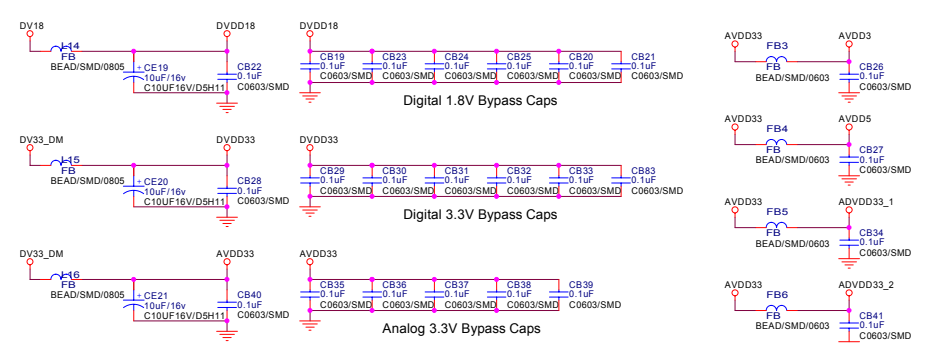 DV18
DVDD18
L14
FB
BEAD/SMD/0805
+ CE19
10uF/16v
C10UF16V/D5H11
CB22
0.1uF
C0603/SMD
DVDD18
CB19
0.1uF
C0603/SMD
CB23
0.1uF
C0603/SMD
CB24
0.1uF
C0603/SMD
CB25
0.1uF
C0603/SMD
CB20
0.1uF
C0603/SMD
CB21
0.1uF
C0603/SMD
Digital 1.8V Bypass Caps
DV33_DM
DVDD33
L15
FB
BEAD/SMD/0805
+ CE20
10uF/16v
C10UF16V/D5H11
CB28
0.1uF
C0603/SMD
DVDD33
CB29
0.1uF
C0603/SMD
CB30
0.1uF
C0603/SMD
CB31
0.1uF
C0603/SMD
CB32
0.1uF
C0603/SMD
CB33
0.1uF
C0603/SMD
CB83
0.1uF
C0603/SMD
Digital 3.3V Bypass Caps
DV33_DM
AVDD33
L16
FB
BEAD/SMD/0805
+ CE21
10uF/16v
C10UF16V/D5H11
CB40
0.1uF
C0603/SMD
AVDD33
CB35
0.1uF
C0603/SMD
CB36
0.1uF
C0603/SMD
CB37
0.1uF
C0603/SMD
CB38
0.1uF
C0603/SMD
CB39
0.1uF
C0603/SMD
Analog 3.3V Bypass Caps
AVDD33
AVDD3
FB3
FB
BEAD/SMD/0603
CB26
0.1uF
C0603/SMD
AVDD33
AVDD5
FB4
FB
BEAD/SMD/0603
CB27
0.1uF
C0603/SMD
AVDD33
ADVDD33_1
FB5
FB
BEAD/SMD/0603
CB34
0.1uF
C0603/SMD
AVDD33
ADVDD33_2
FB6
FB
BEAD/SMD/0603
CB41
0.1uF
C0603/SMD